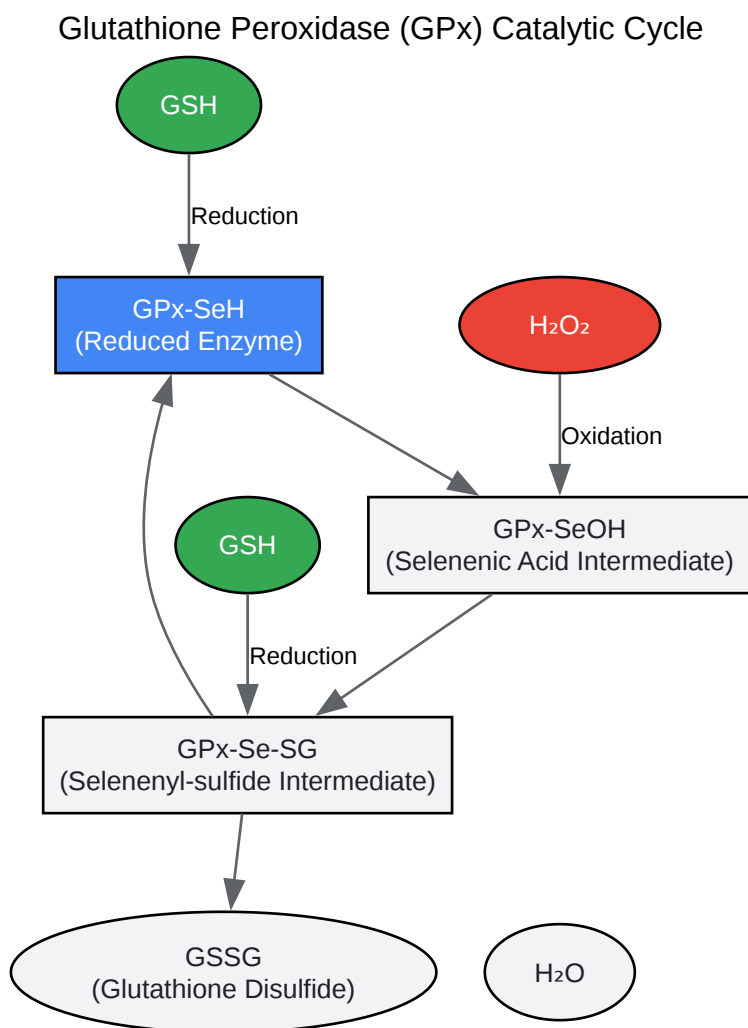 Glutathione Peroxidase (GPx) Catalytic Cycle
GSH
Reduction
GPx-SeH
(Reduced Enzyme)
H₂O₂
Oxidation
GPx-SeOH
(Selenenic Acid Intermediate)
GSH
Reduction
GPx-Se-SG
(Selenenyl-sulfide Intermediate)
GSSG
(Glutathione Disulfide)
H₂O